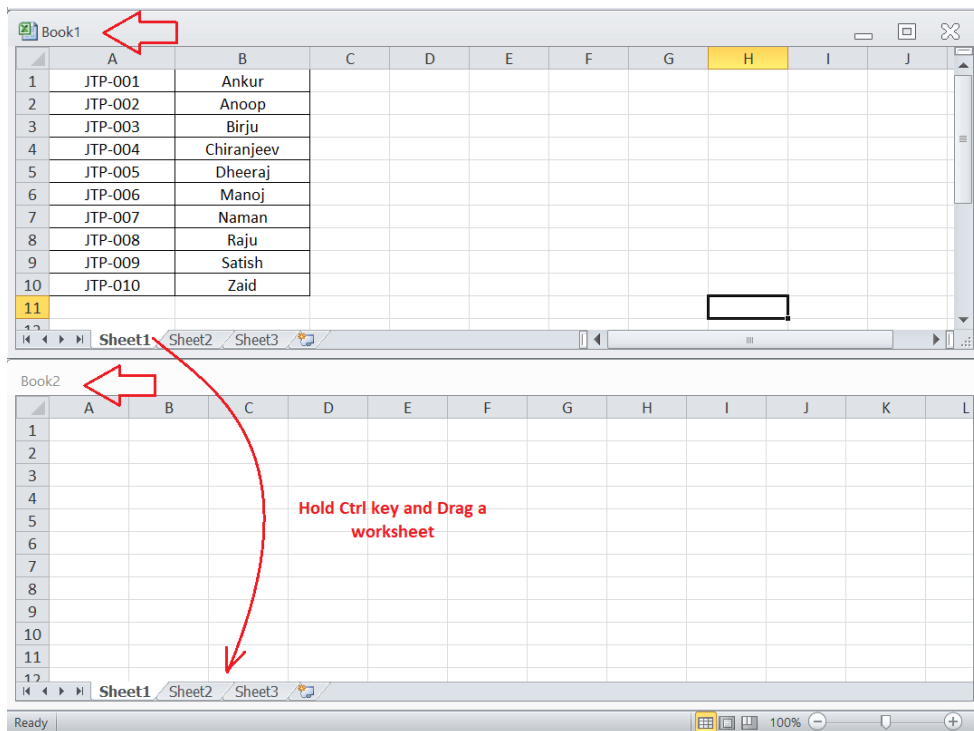 Book1
A B C D E F G H I J
1 JTP-001 Ankur
2 JTP-002 Anoop
3 JTP-003 Birju
4 JTP-004 Chiranjeev
5 JTP-005 Dheeraj
6 JTP-006 Manoj
7 JTP-007 Naman
8 JTP-008 Raju
9 JTP-009 Satish
10 JTP-010 Zaid
11
12
Sheet1 Sheet2 Sheet3
Book2
A B C D E F G H I J K L
1
2
3
4
Hold Ctrl key and Drag a
5
worksheet
6
7
8
9
10
11
12
Sheet1 Sheet2 Sheet3
Ready 100%